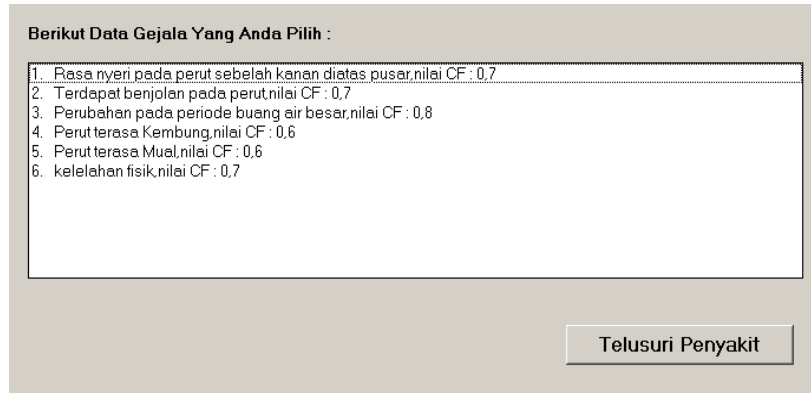 Berikut Data Gejala Yang Anda Pilih :
1. Rasa nyeri pada perut sebelah kanan diatas pusar,nilai CF : 0,7
2. Terdapat benjolan pada perut,nilai CF : 0,7
3. Perubahan pada periode buang air besar,nilai CF : 0,8
4. Perut terasa Kembung,nilai CF : 0,6
5. Perut terasa Mual,nilai CF : 0,6
6. kelelahan fisik,nilai CF : 0,7
Telusuri Penyakit